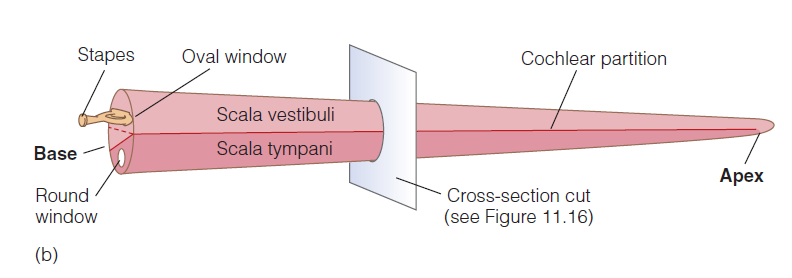 Stapes
Oval window
Cochlear partition
Scala vestibuli
Scala tympani
Base
Apex
Round
window
Cross-section cut
(see Figure 11.16)
(b)